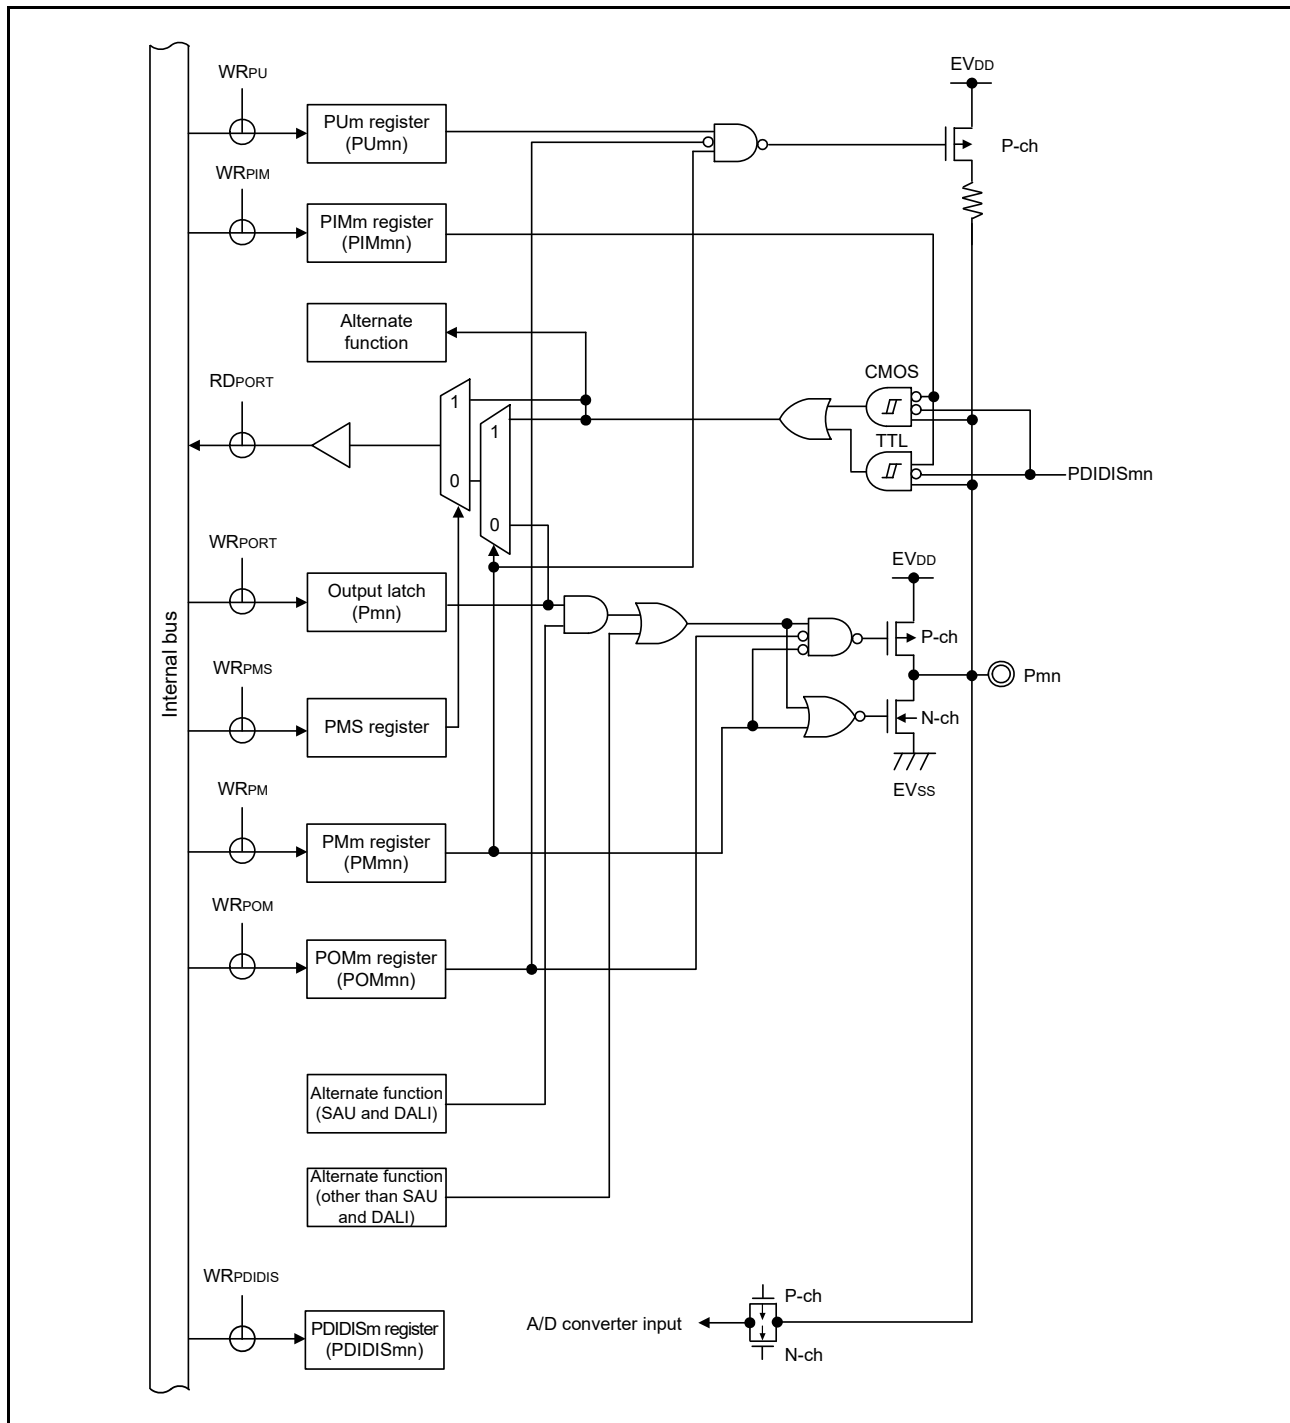 EVDD
WRPU
PUm register
(PUmn)
P-ch
WRPIM
PIMm register
(PIMmn)
Alternate
function
CMOS
RDPORT
1
1
TTL
0
PDIDISmn
0
WRPORT
EVDD
Output latch
(Pmn)
P-ch
Internal bus
WRPMS
Pmn
PMS register
N-ch
WRPM
EVSS
PMm register
(PMmn)
WRPOM
POMm register
(POMmn)
Alternate function
(SAU and DALI)
Alternate function
(other than SAU
and DALI)
WRPDIDIS
P-ch
PDIDISm register
(PDIDISmn)
A/D converter input
N-ch